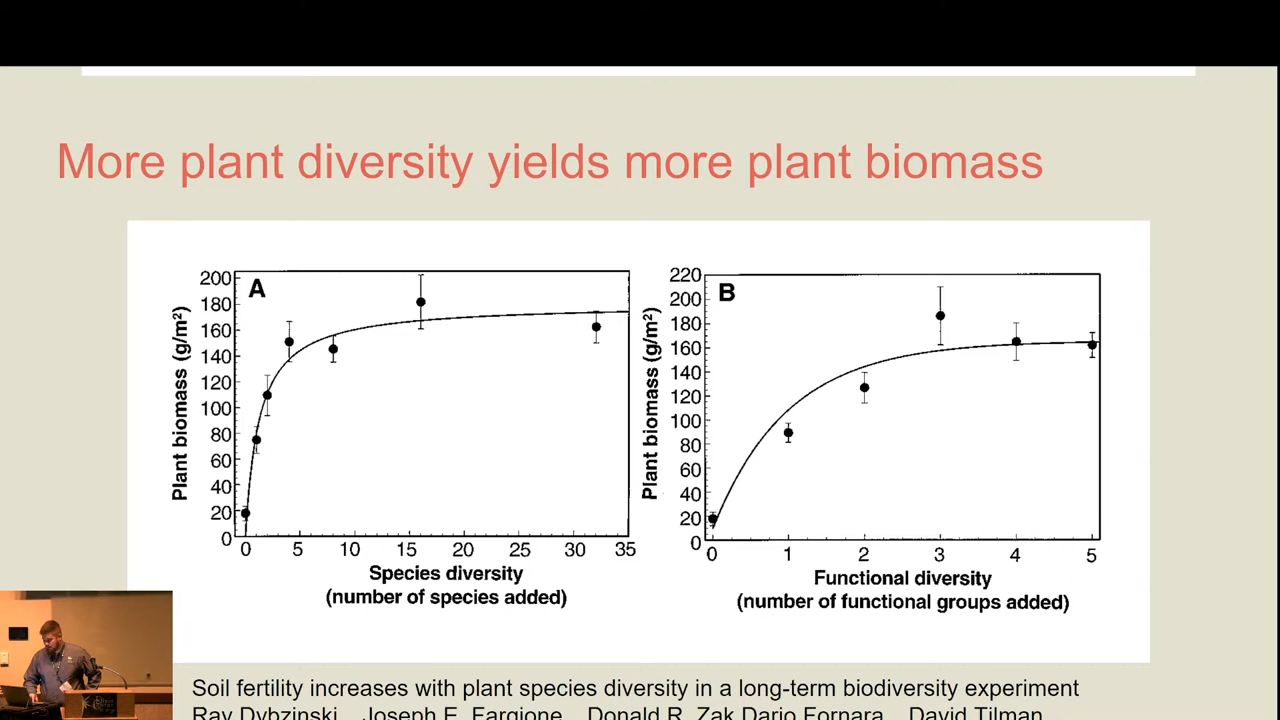 More plant diversity yields more plant biomass
A
Plant biomass (g/m²)
200
180
160
140
120
100
80
60
40
20
0
0 5 10 15 20 25 30 35
Species diversity
(number of species added)
B
Plant biomass (g/m²)
220
200
180
160
140
120
100
80
60
40
20
0 1 2 3 4 5
Functional diversity
(number of functional groups added)
Soil fertility increases with plant species diversity in a long-term biodiversity experiment
Ray Dybzinski Joseph E. Fargione Donald R. Zak Dario Fornara David Tilman